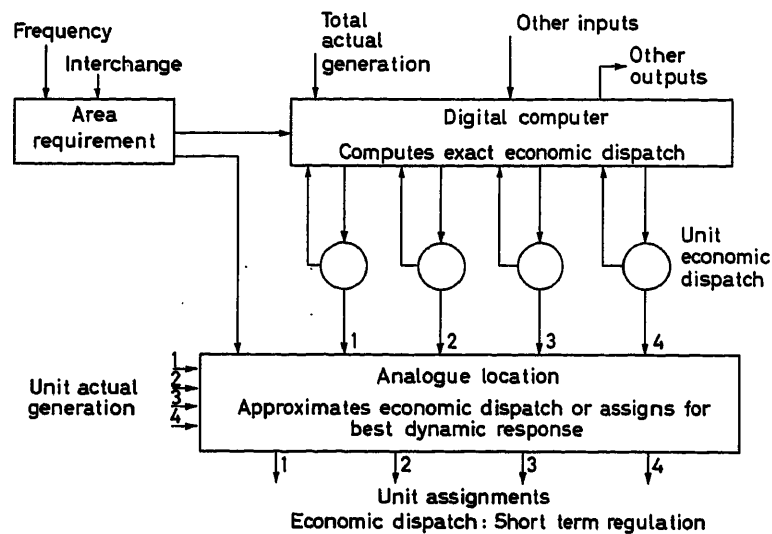 Frequency
Interchange
Total
actual
generation
Other inputs
Other
outputs
Area
requirement
Digital computer
Computes exact economic dispatch
Unit
economic
dispatch
1
2
3
4
Unit actual
generation
1
2
3
4
Analogue location
Approximates economic dispatch or assigns for
best dynamic response
1
2
3
4
Unit assignments
Economic dispatch: Short term regulation